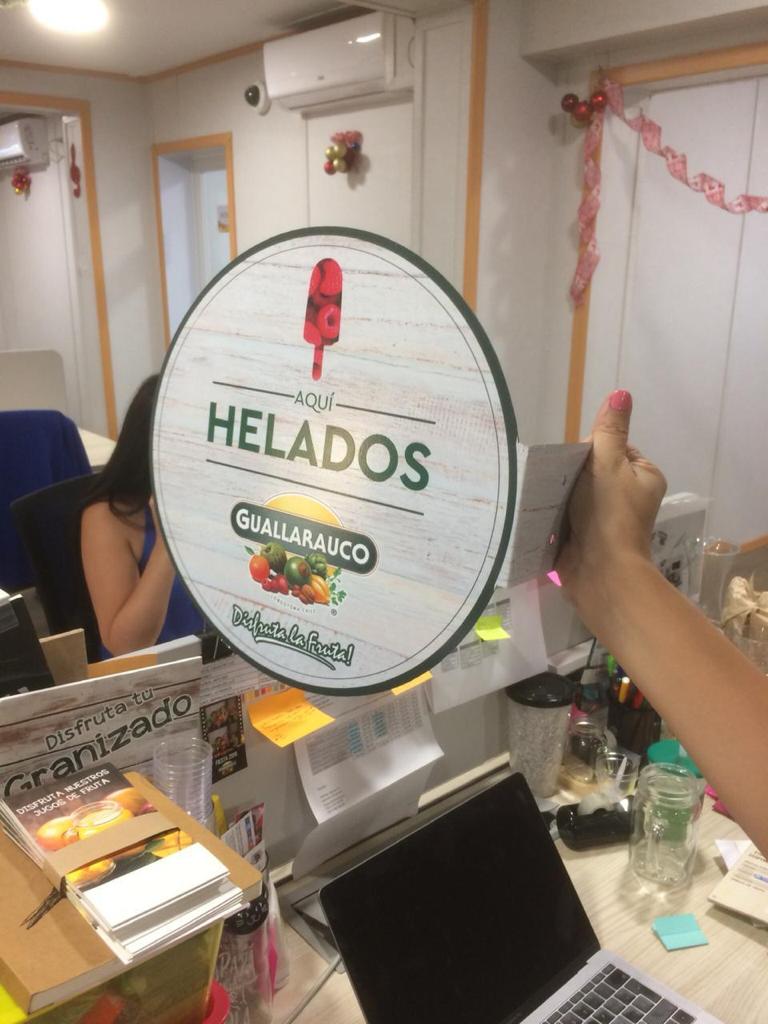 AQUÍ
HELADOS
GUALLARAUCO
Disfruta la Fruta!
Disfruta tu
Granizado
DISFRUTA NUESTROS
JUGOS DE FRUTA